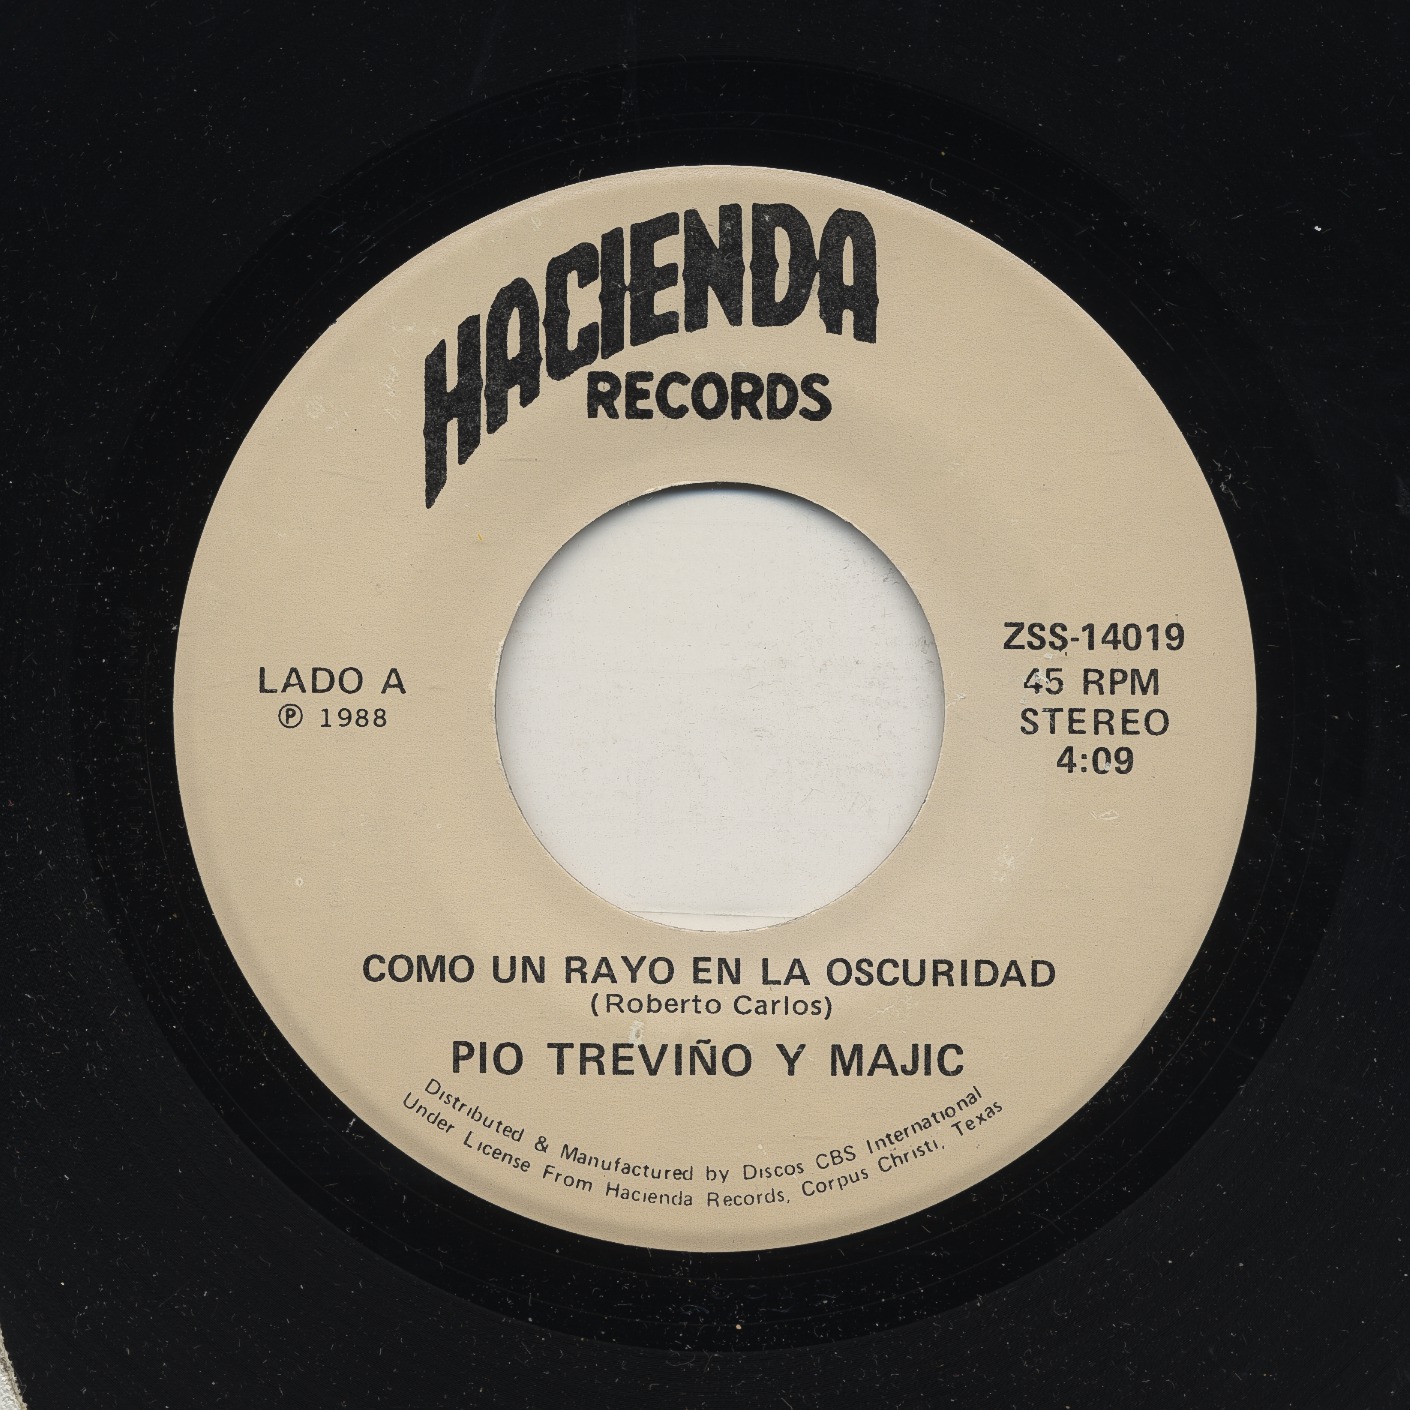 HACIENDA
RECORDS
LADO A
Ⓟ 1988
ZSS-14019
45 RPM
STEREO
4:09
COMO UN RAYO EN LA OSCURIDAD
(Roberto Carlos)
PIO TREVIÑO Y MAJIC
Distributed & Manufactured by Discos CBS International
Under License From Hacienda Records, Corpus Christi, Texas